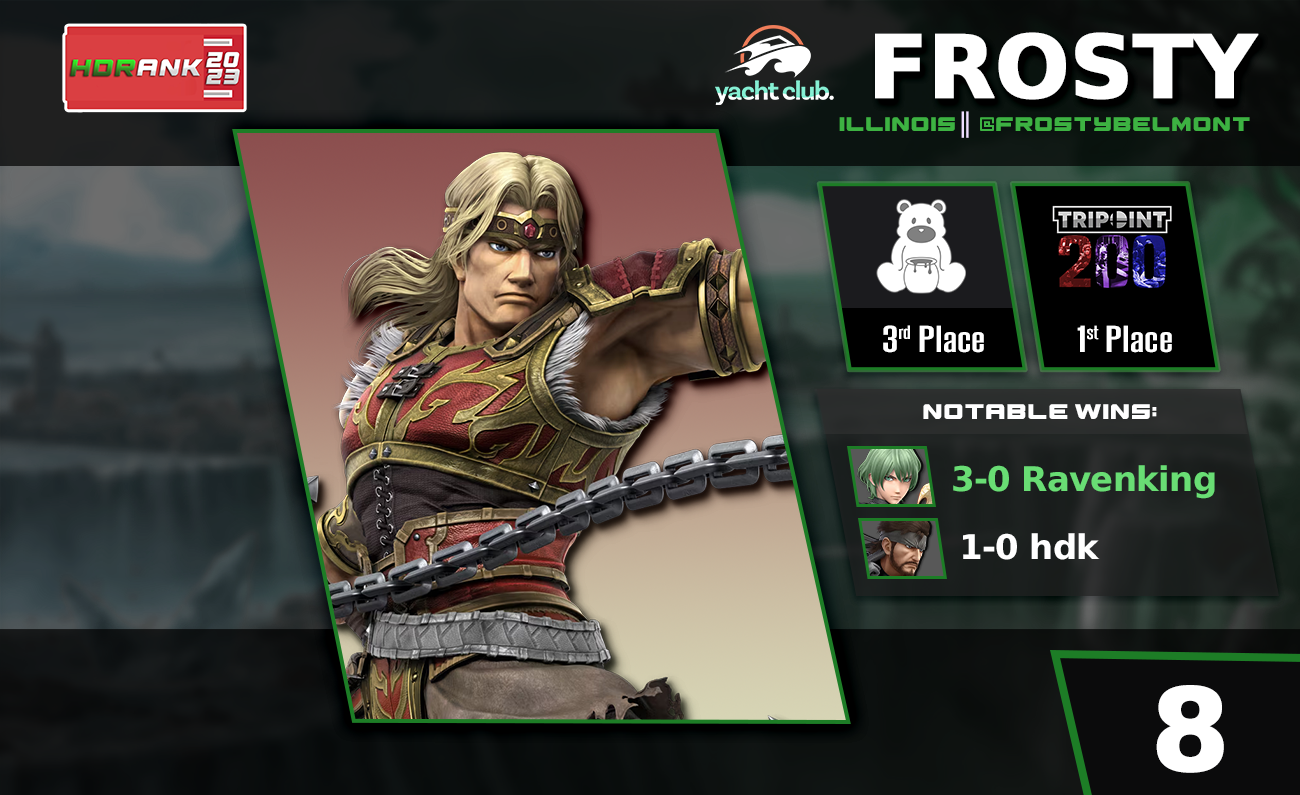 HDRANK 2023
yacht club.
FROSTY
ILLINOIS || @FROSTYBELMONT
TRIPOINT
200
3rd Place
1st Place
NOTABLE WINS:
3-0 Ravenking
1-0 hdk
8